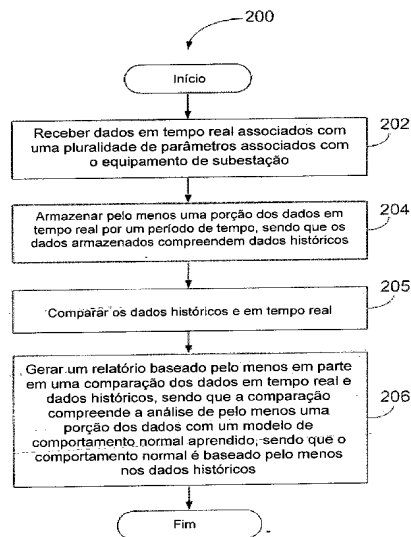 200
Início
Receber dados em tempo real associados com
uma pluralidade de parâmetros associados com
o equipamento de subestação
202
Armazenar pelo menos uma porção dos dados em
tempo real por um período de tempo, sendo que os
dados armazenados compreendem dados históricos
204
Comparar os dados históricos e em tempo real
205
Gerar um relatório baseado pelo menos em parte
em uma comparação dos dados em tempo real e
dados históricos, sendo que a comparação
compreende a análise de pelo menos uma
porção dos dados com um modelo de
comportamento normal aprendido, sendo que o
comportamento normal é baseado pelo menos
nos dados históricos
206
Fim